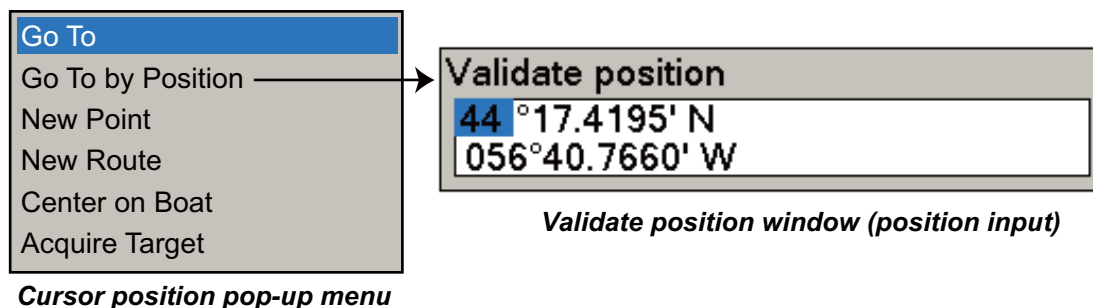 Go To
Go To by Position
New Point
New Route
Center on Boat
Acquire Target
Cursor position pop-up menu
Validate position
44 °17.4195' N
056°40.7660' W
Validate position window (position input)